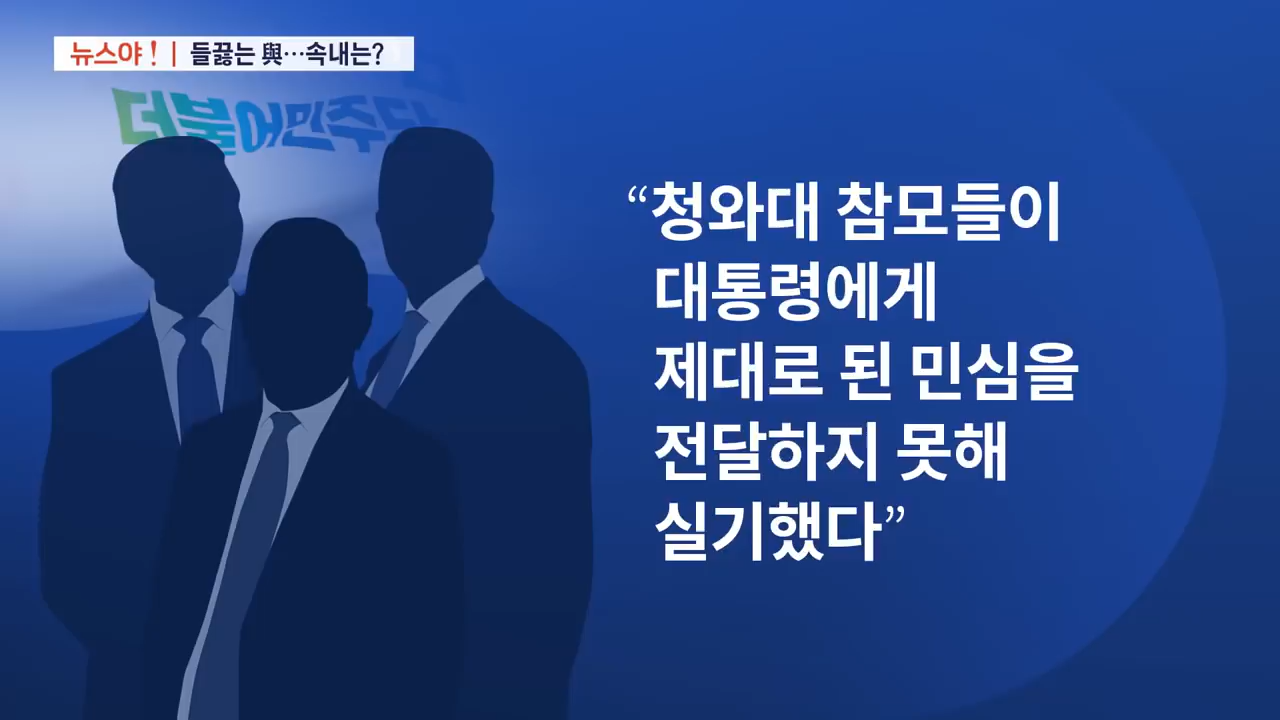 뉴스야! | 들끓는 與…속내는?
더불어민주당
“청와대 참모들이
대통령에게
제대로 된 민심을
전달하지 못해
실기했다”